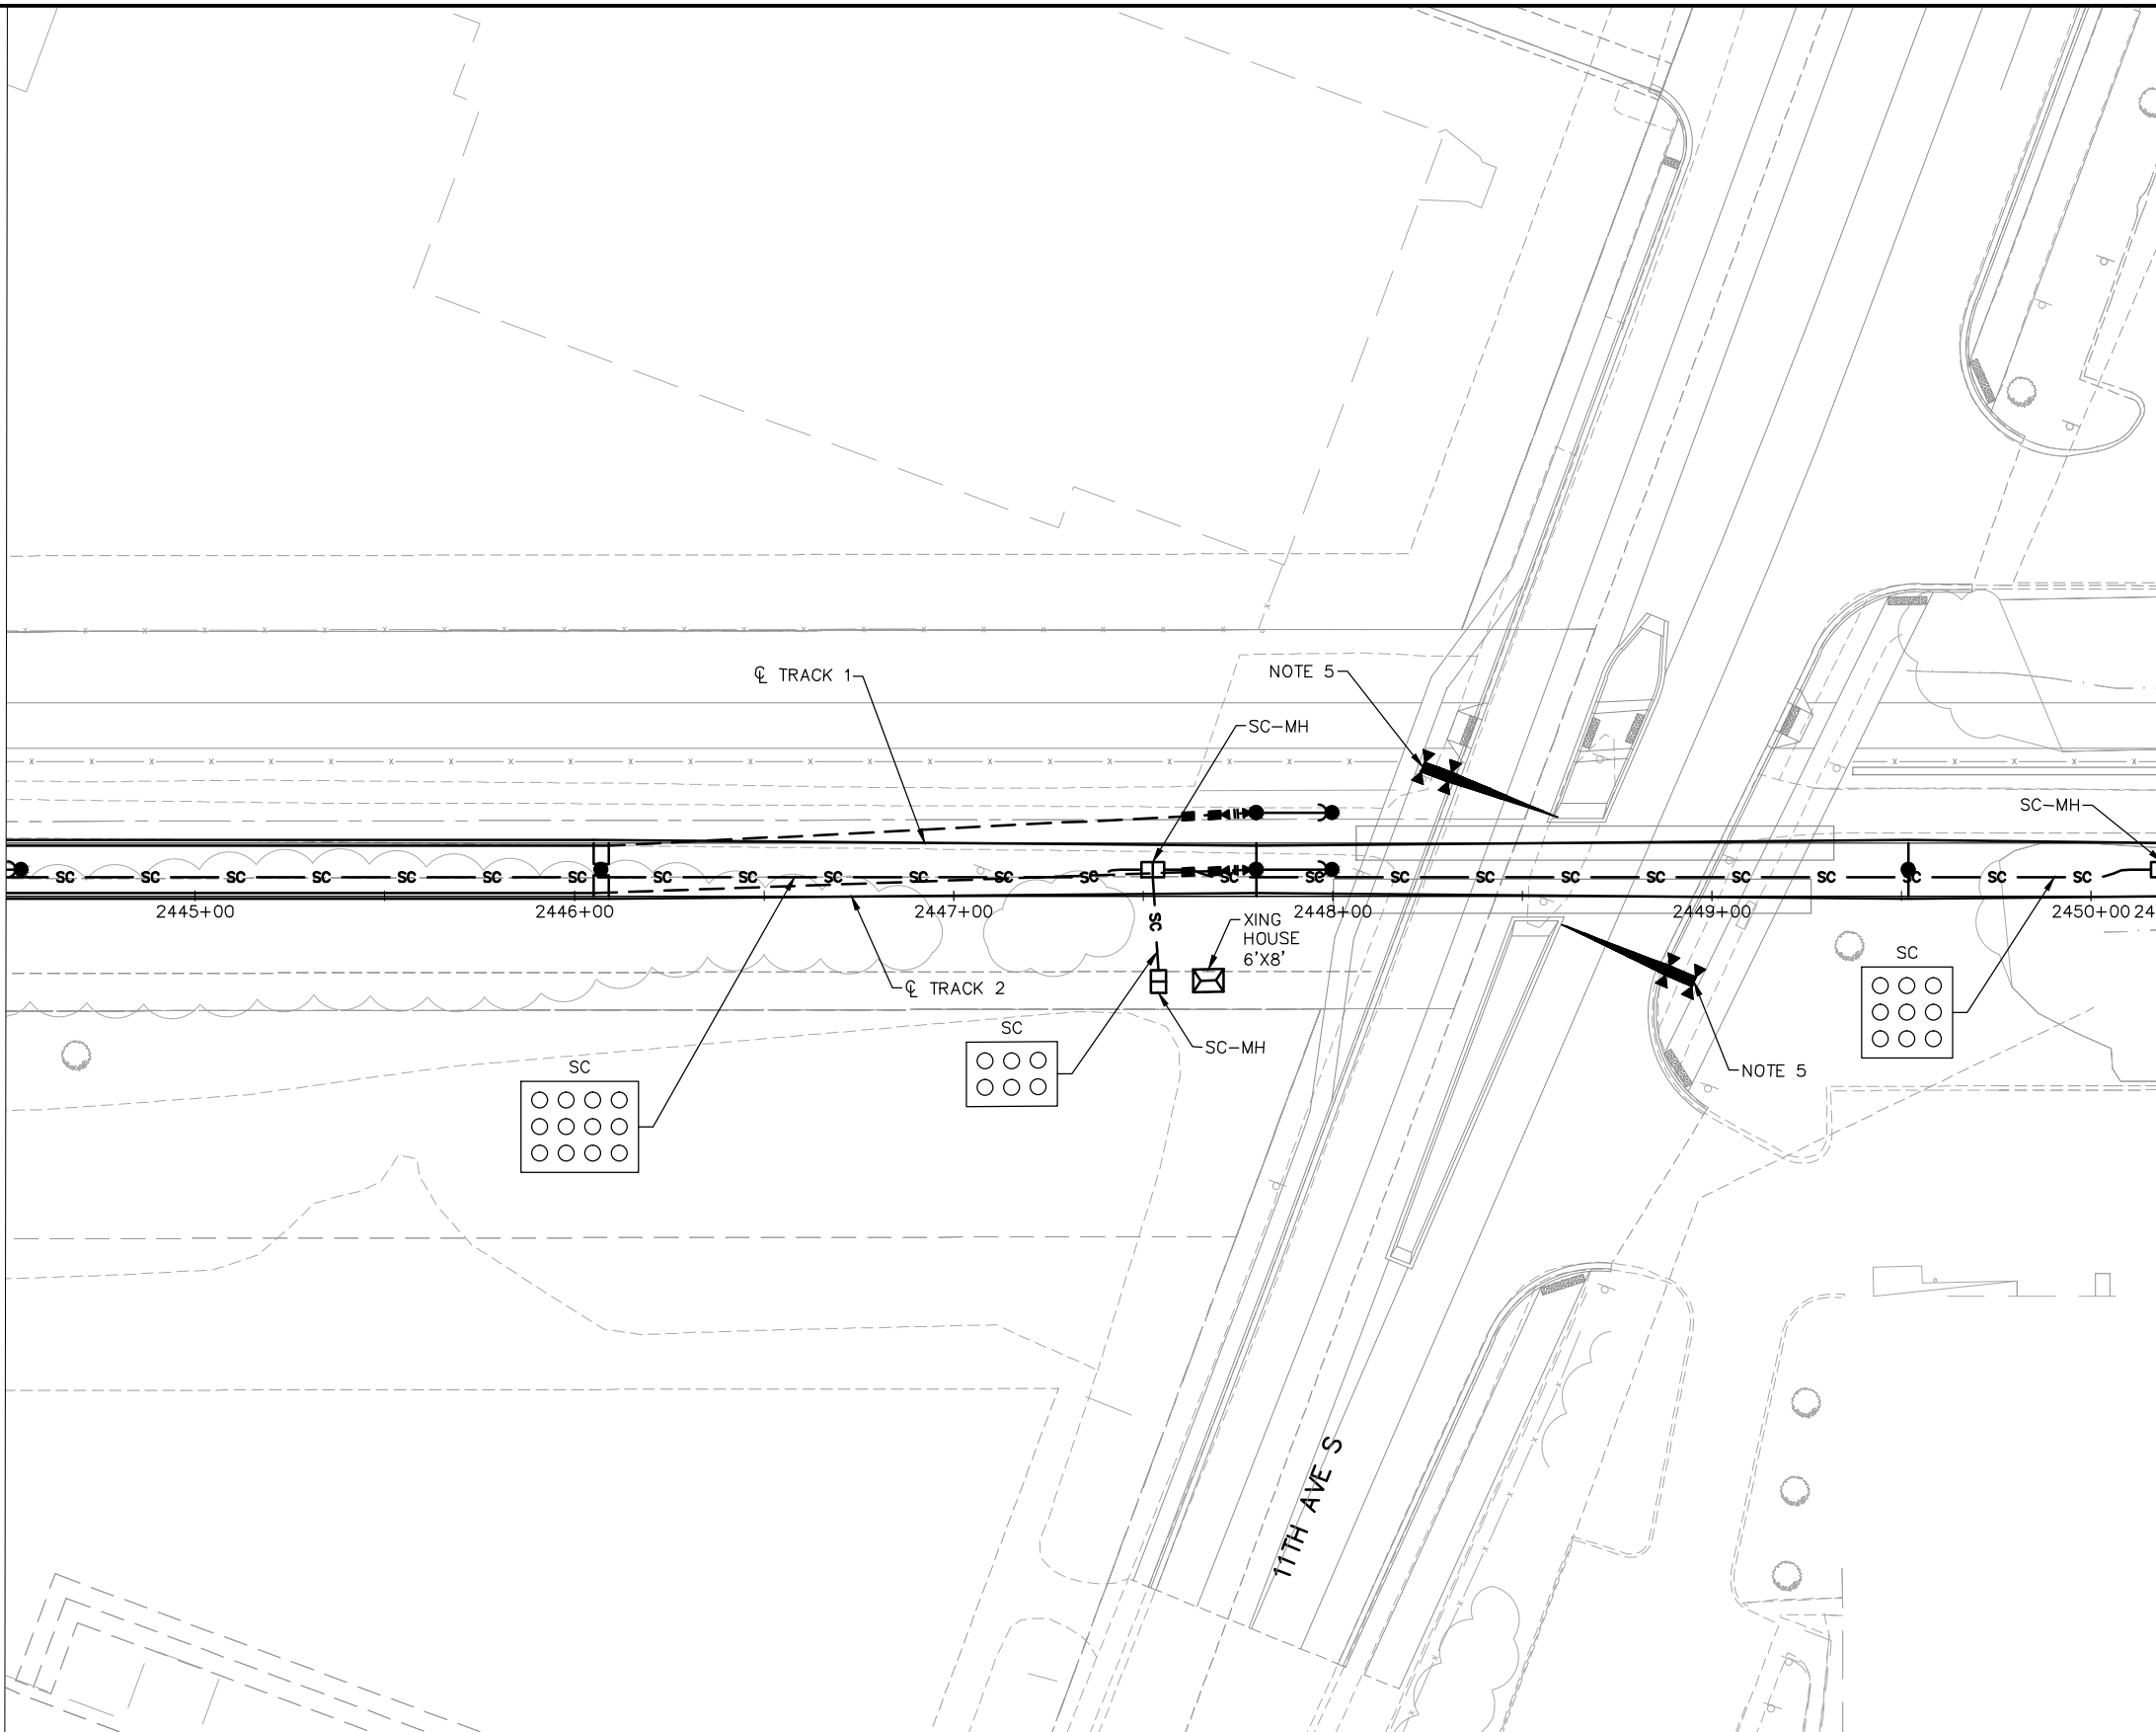 ℄ TRACK 1
NOTE 5
SC-MH
SC-MH
SC SC SC SC SC SC SC SC SC SC SC SC SC SC SC SC SC SC SC SC SC SC SC SC SC
2445+00 2446+00 2447+00 2448+00 2449+00 2450+00 24
SC
XING
HOUSE
6'X8'
℄ TRACK 2
SC
SC
SC-MH
SC
NOTE 5
11TH AVE S